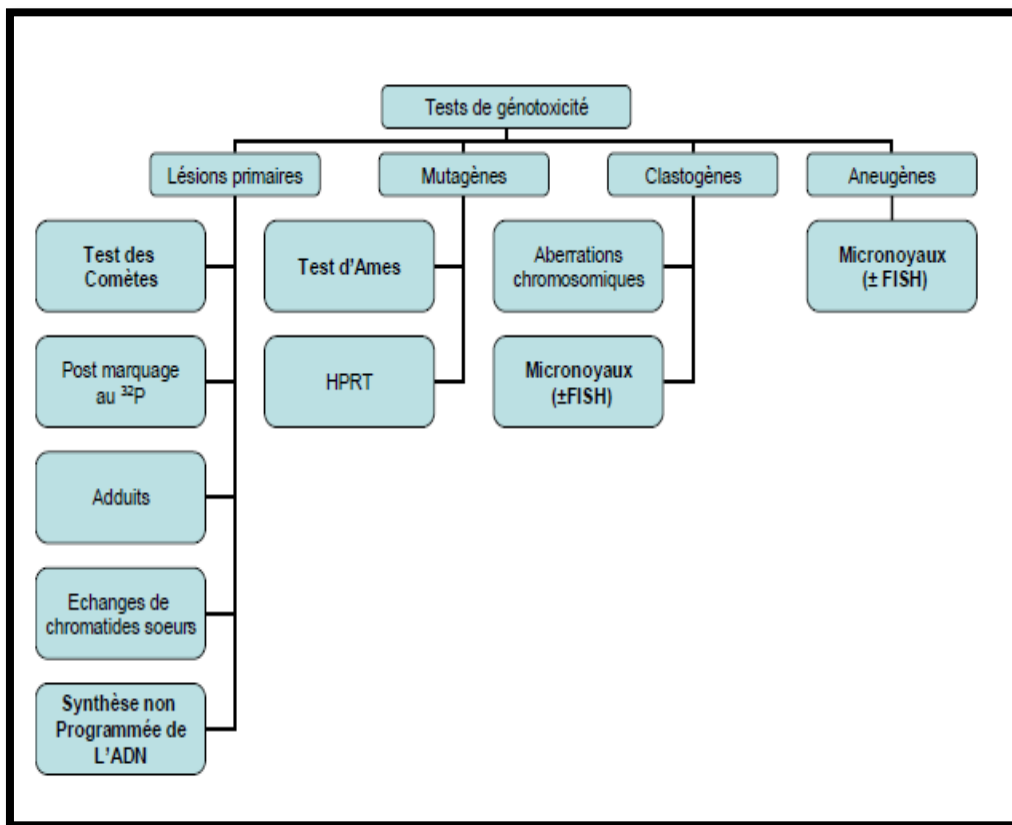 Tests de génotoxicité
Lésions primaires
Mutagènes
Clastogènes
Aneugènes
Test des
Comètes
Post marquage
au ³²P
Adduits
Echanges de
chromatides soeurs
Synthèse non
Programmée de
L'ADN
Test d'Ames
HPRT
Aberrations
chromosomiques
Micronoyaux
(±FISH)
Micronoyaux
(± FISH)